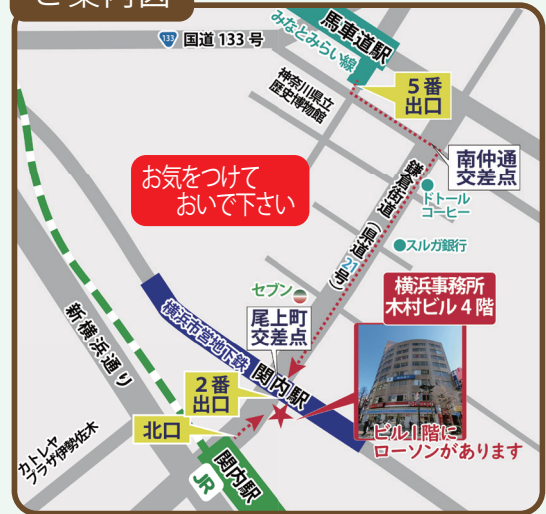 ご案内図
133
国道 133 号
馬車道駅
みなとみらい線
神奈川県立
歴史博物館
5番
出口
南仲通
交差点
お気をつけて
おいで下さい
鎌倉街道（県道21号）
ドトール
コーヒー
スルガ銀行
横浜事務所
木村ビル 4 階
セブン
尾上町
交差点
横浜市営地下鉄
関内駅
新横浜通り
2番
出口
北口
ビル1階に
ローソンがあります
カトレヤ
プラザ伊勢佐木
JR
関内駅